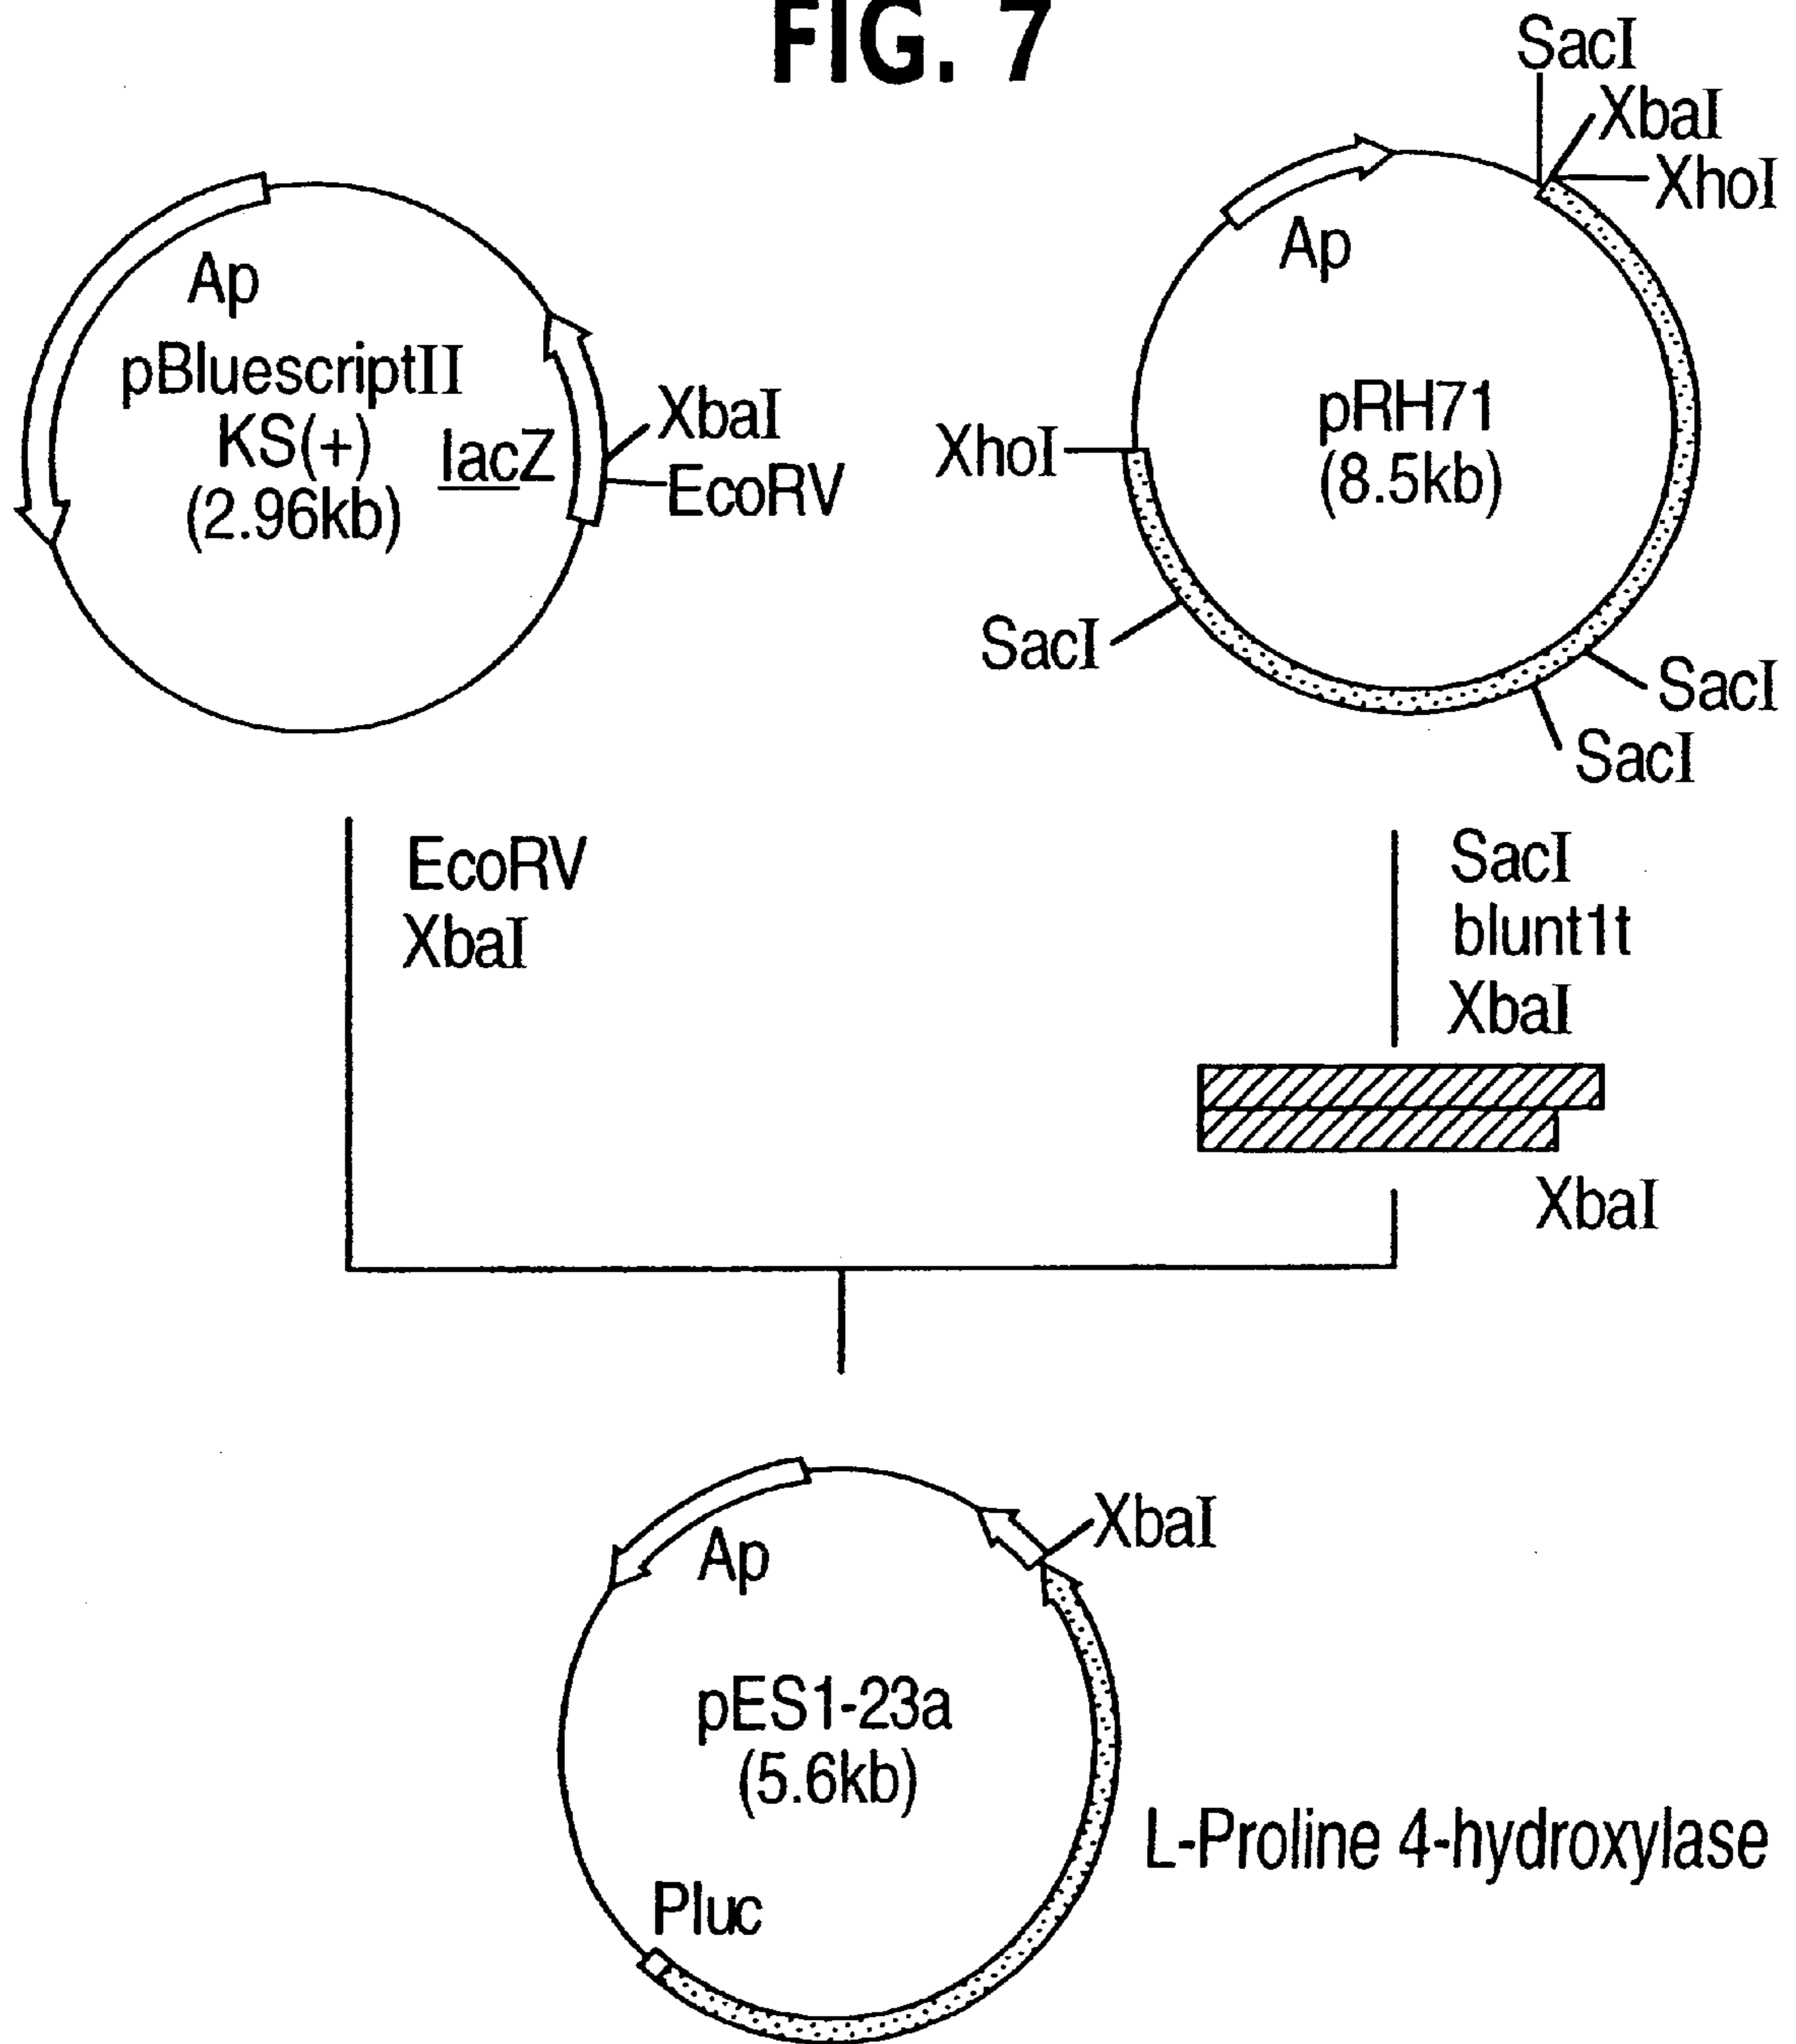 FIG. 7
Ap
pBluescriptII
KS(+)
(2.96kb)
lacZ
XbaI
EcoRV
SacI
XbaI
XhoI
Ap
pRH71
(8.5kb)
XhoI
SacI
SacI
SacI
EcoRV
XbaI
SacI
blunt1t
XbaI
XbaI
Ap
XbaI
pES1-23a
(5.6kb)
Pluc
L-Proline 4-hydroxylase